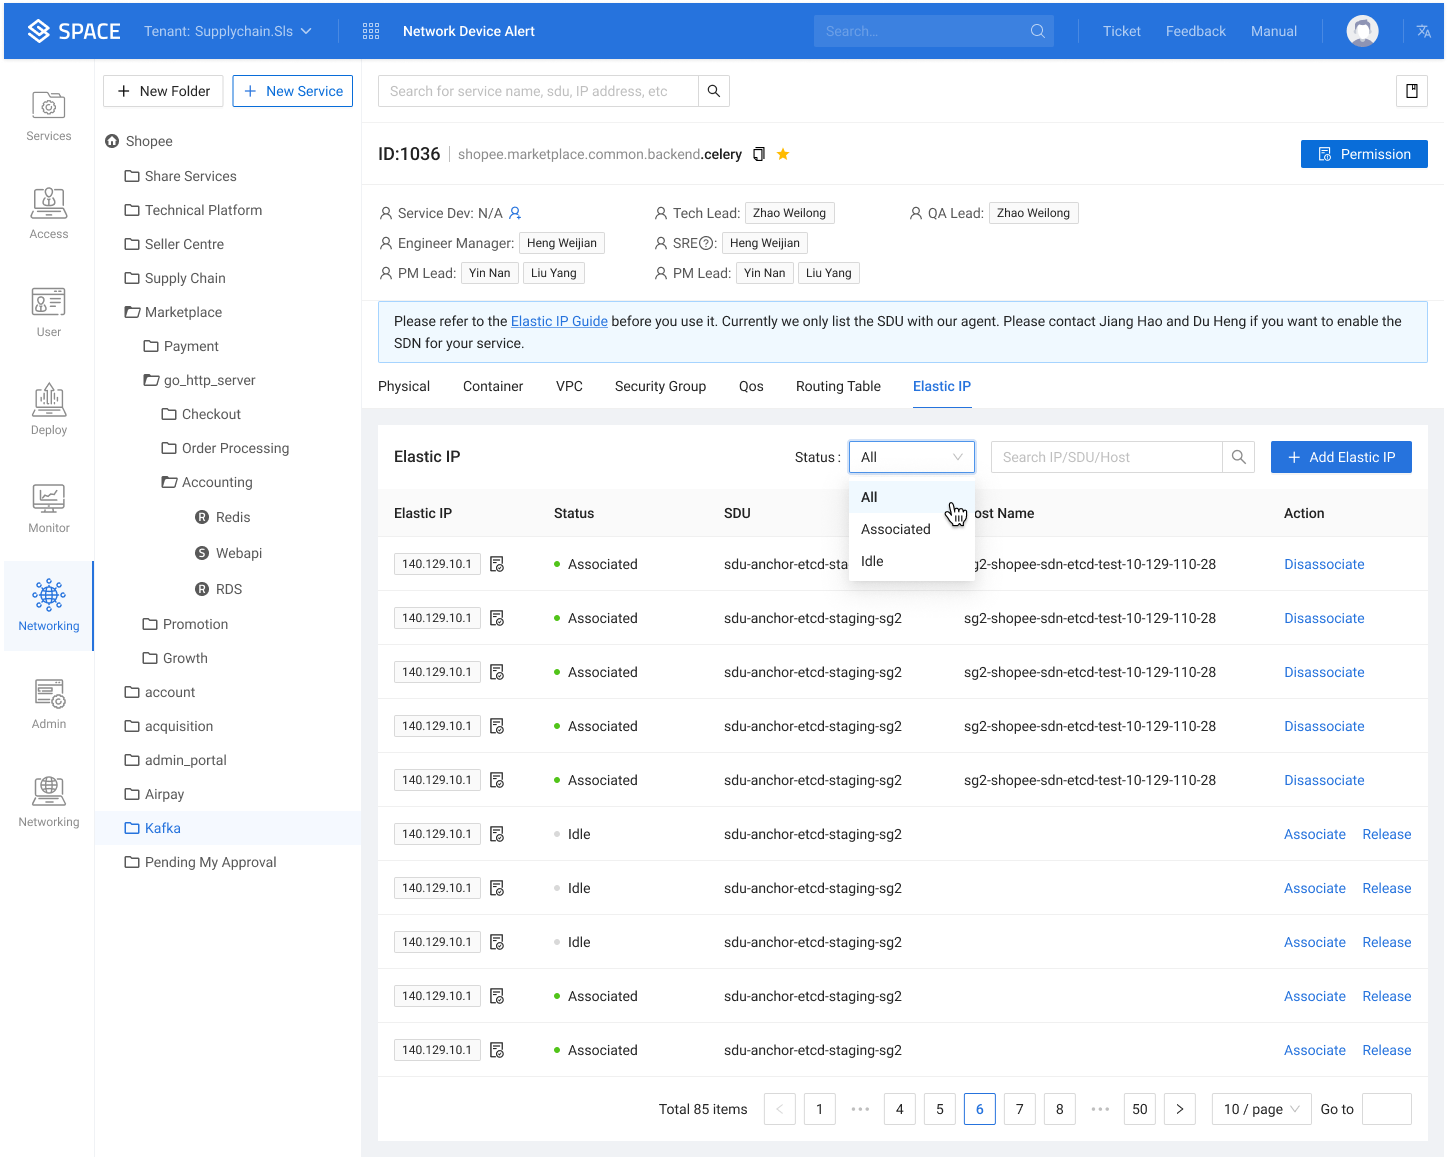 SPACE
Tenant: Supplychain.Sls
Network Device Alert
Search...
Ticket
Feedback
Manual
Services
Access
User
Deploy
Monitor
Networking
Admin
Networking
New Folder
New Service
Shopee
Share Services
Technical Platform
Seller Centre
Supply Chain
Marketplace
Payment
go_http_server
Checkout
Order Processing
Accounting
R Redis
S Webapi
R RDS
Promotion
Growth
account
acquisition
admin_portal
Airpay
Kafka
Pending My Approval
Search for service name, sdu, IP address, etc
ID:1036
shopee.marketplace.common.backend.celery
Permission
Service Dev: N/A
Tech Lead: Zhao Weilong
QA Lead: Zhao Weilong
Engineer Manager: Heng Weijian
SRE?: Heng Weijian
PM Lead: Yin Nan Liu Yang
PM Lead: Yin Nan Liu Yang
Please refer to the Elastic IP Guide before you use it. Currently we only list the SDU with our agent. Please contact Jiang Hao and Du Heng if you want to enable the
SDN for your service.
Physical Container VPC Security Group Qos Routing Table Elastic IP
Elastic IP
Status : All
Search IP/SDU/Host
Add Elastic IP
All
Associated
Idle
Elastic IP Status SDU ost Name Action
140.129.10.1 Associated sdu-anchor-etcd-sta g2-shopee-sdn-etcd-test-10-129-110-28 Disassociate
140.129.10.1 Associated sdu-anchor-etcd-staging-sg2 sg2-shopee-sdn-etcd-test-10-129-110-28 Disassociate
140.129.10.1 Associated sdu-anchor-etcd-staging-sg2 sg2-shopee-sdn-etcd-test-10-129-110-28 Disassociate
140.129.10.1 Associated sdu-anchor-etcd-staging-sg2 sg2-shopee-sdn-etcd-test-10-129-110-28 Disassociate
140.129.10.1 Associated sdu-anchor-etcd-staging-sg2 sg2-shopee-sdn-etcd-test-10-129-110-28 Disassociate
140.129.10.1 Idle sdu-anchor-etcd-staging-sg2 Associate Release
140.129.10.1 Idle sdu-anchor-etcd-staging-sg2 Associate Release
140.129.10.1 Idle sdu-anchor-etcd-staging-sg2 Associate Release
140.129.10.1 Associated sdu-anchor-etcd-staging-sg2 Associate Release
140.129.10.1 Associated sdu-anchor-etcd-staging-sg2 Associate Release
Total 85 items < 1 ••• 4 5 6 7 8 ••• 50 > 10 / page Go to